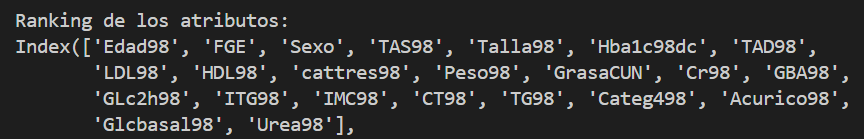 Ranking de los atributos:
Index(['Edad98', 'FGE', 'Sexo', 'TAS98', 'Talla98', 'Hba1c98dc', 'TAD98',
'LDL98', 'HDL98', 'cattres98', 'Peso98', 'GrasaCUN', 'Cr98', 'GBA98',
'GLc2h98', 'ITG98', 'IMC98', 'CT98', 'TG98', 'Categ498', 'Acurico98',
'Glcbasal98', 'Urea98'],